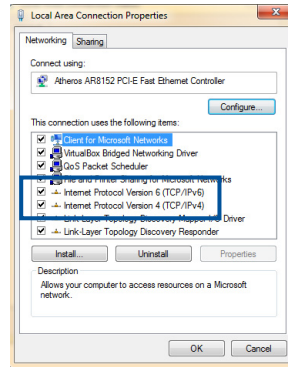 Local Area Connection Properties
Networking Sharing
Connect using:
Atheros AR8152 PCI-E Fast Ethernet Controller
Configure...
This connection uses the following items:
Client for Microsoft Networks
VirtualBox Bridged Networking Driver
QoS Packet Scheduler
File and Printer Sharing for Microsoft Networks
Internet Protocol Version 6 (TCP/IPv6)
Internet Protocol Version 4 (TCP/IPv4)
Link-Layer Topology Discovery Mapper I/O Driver
Link-Layer Topology Discovery Responder
Install... Uninstall Properties
Description
Allows your computer to access resources on a Microsoft
network.
OK Cancel